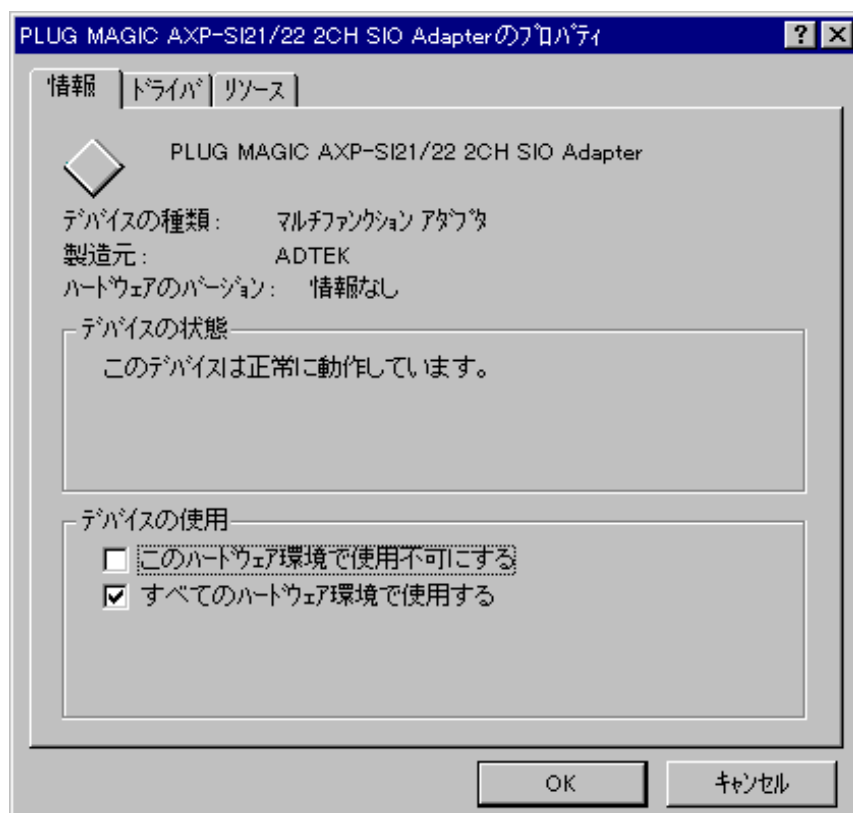 PLUG MAGIC AXP-SI21/22 2CH SIO Adapterのﾌﾟﾛﾊﾟﾃｨ
情報 ﾄﾞﾗｲﾊﾞ ﾘｿｰｽ
PLUG MAGIC AXP-SI21/22 2CH SIO Adapter
ﾃﾞﾊﾞｲｽの種類: ﾏﾙﾁﾌｧﾝｸｼｮﾝ ｱﾀﾞﾌﾟﾀ
製造元: ADTEK
ﾊｰﾄﾞｳｪｱのﾊﾞｰｼﾞｮﾝ: 情報なし
ﾃﾞﾊﾞｲｽの状態
このﾃﾞﾊﾞｲｽは正常に動作しています。
ﾃﾞﾊﾞｲｽの使用
このﾊｰﾄﾞｳｪｱ環境で使用不可にする
すべてのﾊｰﾄﾞｳｪｱ環境で使用する
OK ｷｬﾝｾﾙ